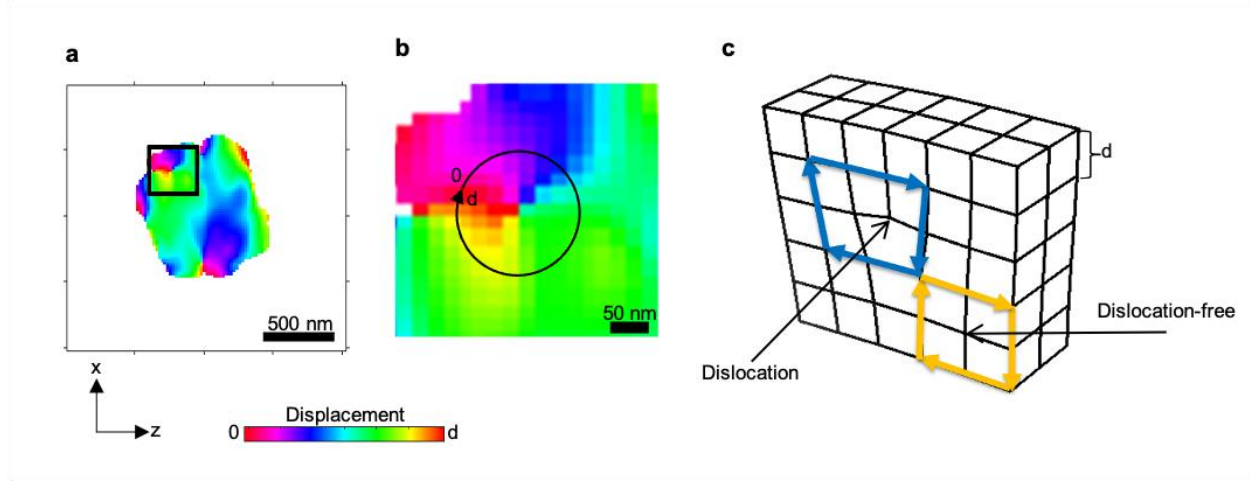 a
b
c
0
d
d
500 nm
50 nm
Dislocation-free
Dislocation
x
z
Displacement
0
d